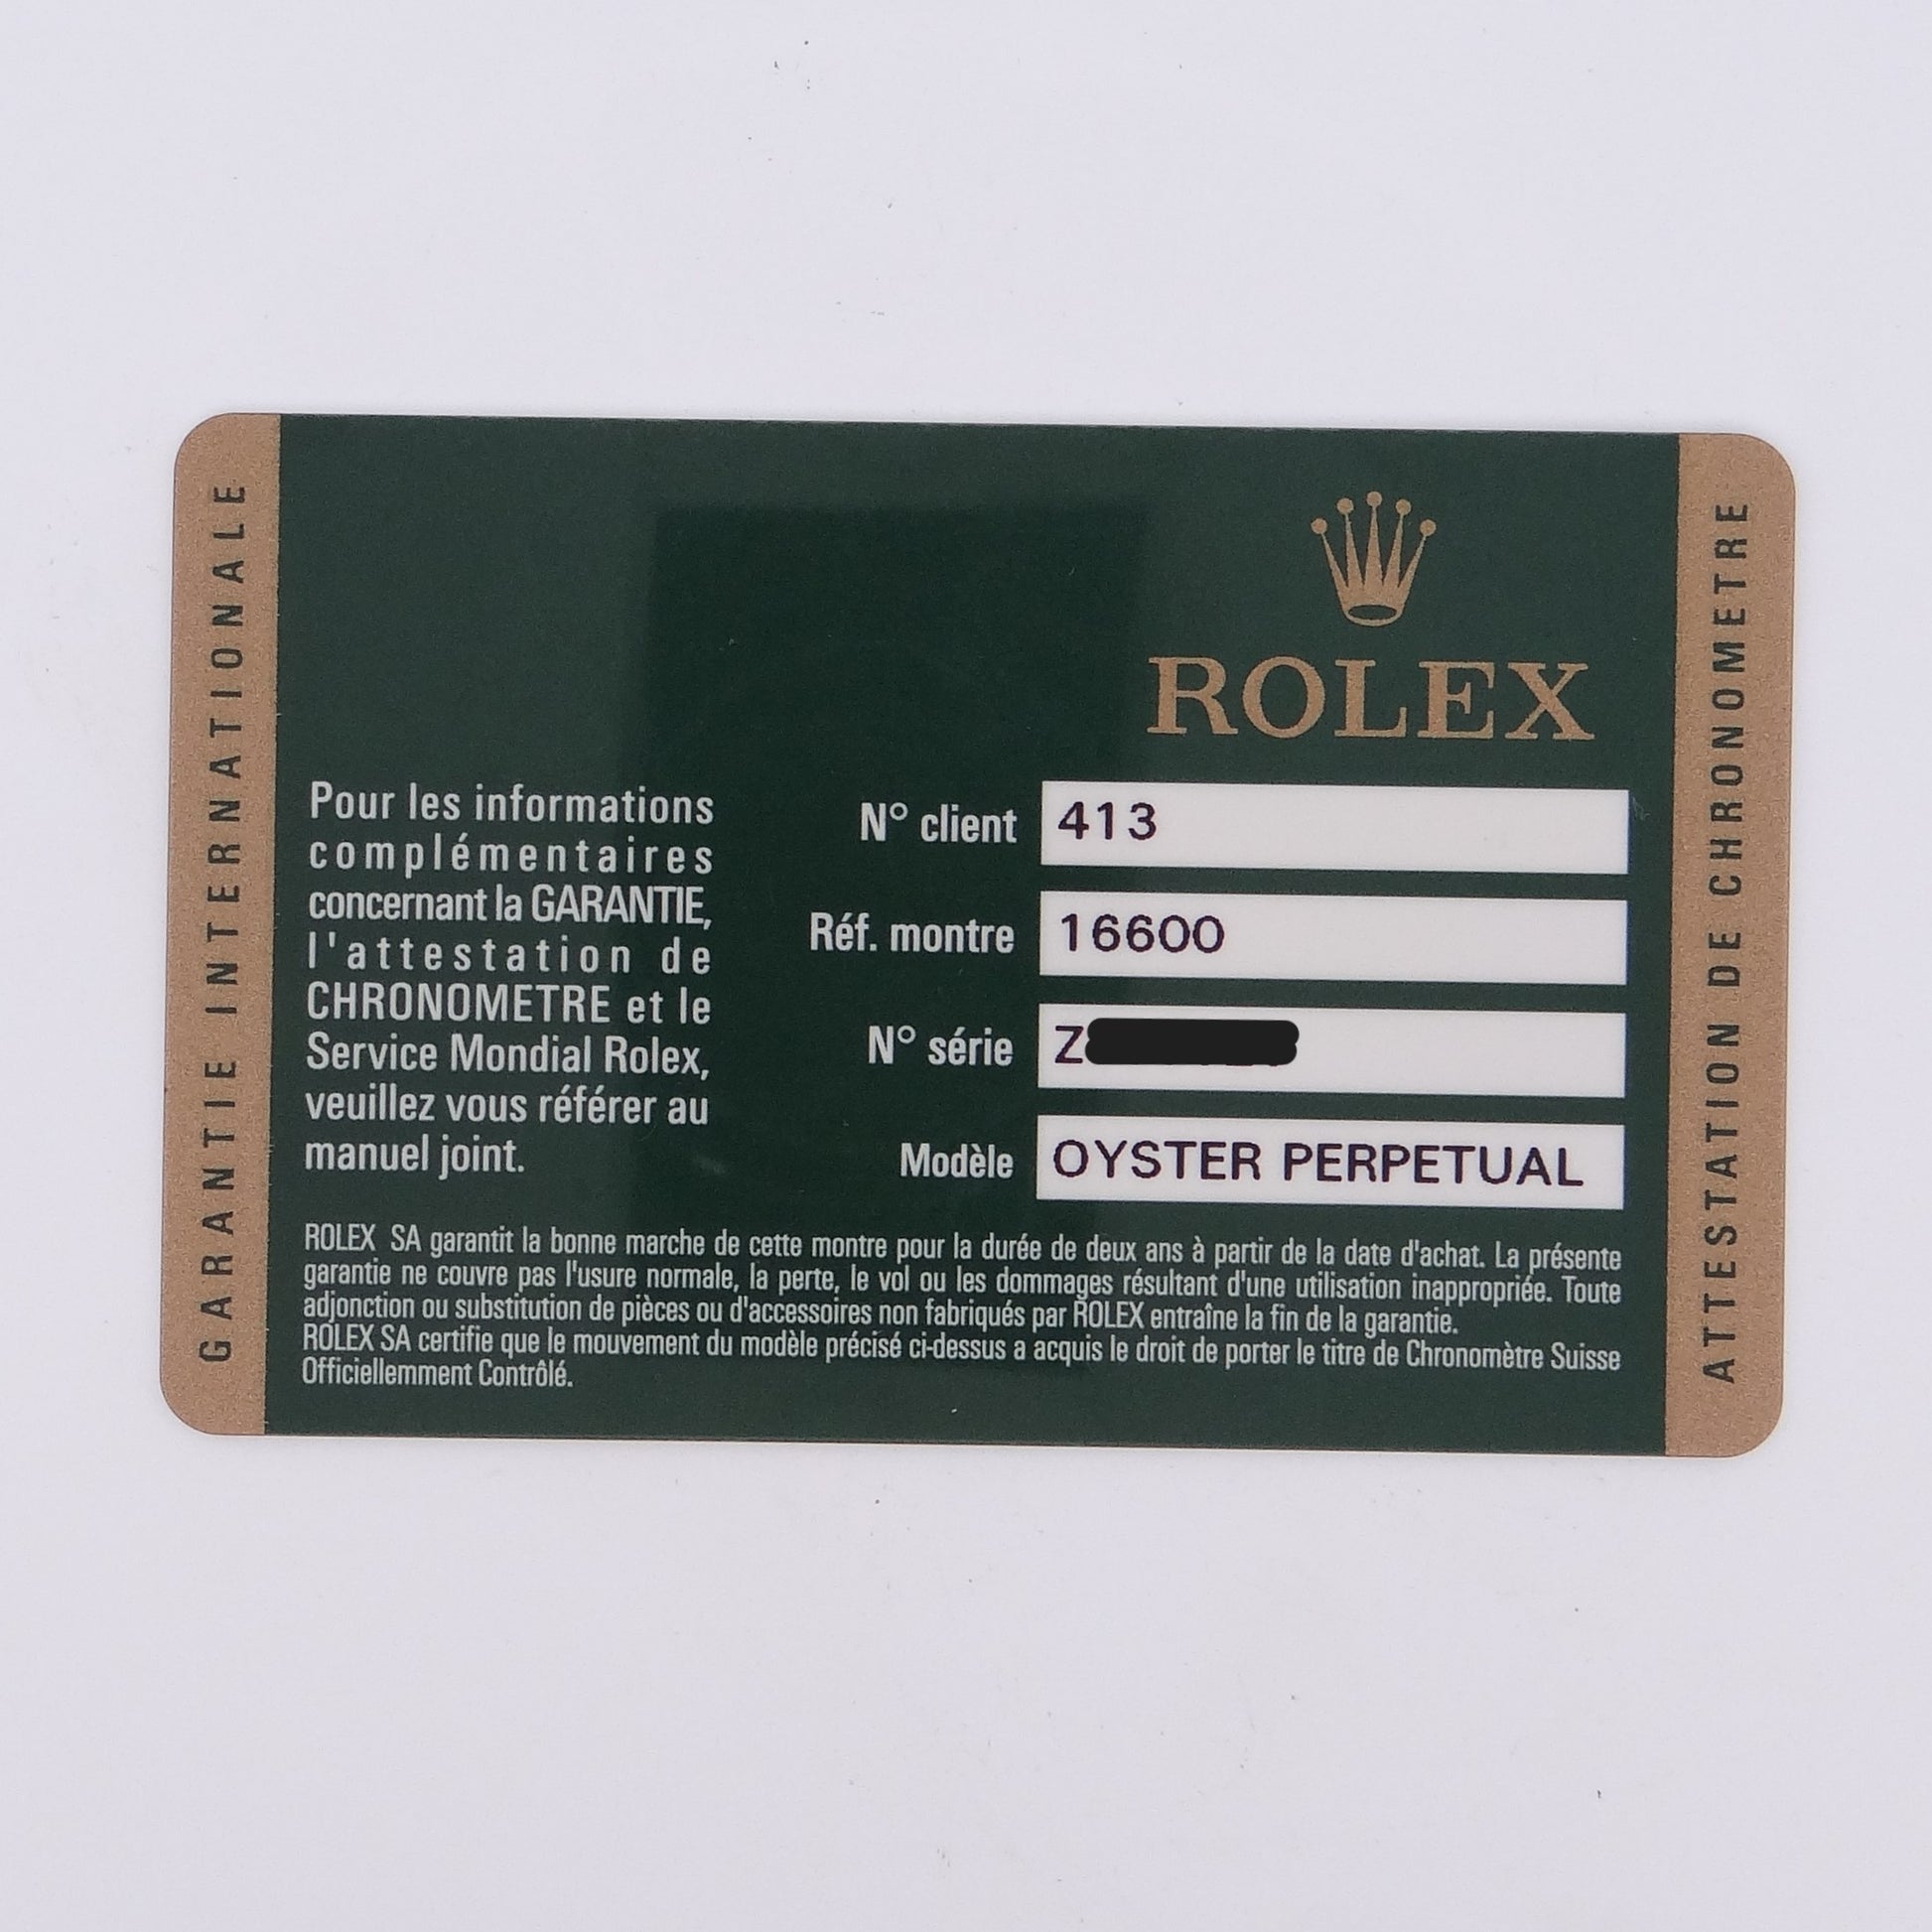 GARANTIE INTERNATIONALE
ROLEX
Pour les informations
complémentaires
concernant la GARANTIE,
l'attestation de
CHRONOMETRE et le
Service Mondial Rolex,
veuillez vous référer au
manuel joint.
N° client 413
Réf. montre 16600
N° série Z
Modèle OYSTER PERPETUAL
ROLEX SA garantit la bonne marche de cette montre pour la durée de deux ans à partir de la date d'achat. La présente
garantie ne couvre pas l'usure normale, la perte, le vol ou les dommages résultant d'une utilisation inappropriée. Toute
adjonction ou substitution de pièces ou d'accessoires non fabriqués par ROLEX entraîne la fin de la garantie.
ROLEX SA certifie que le mouvement du modèle précisé ci-dessus a acquis le droit de porter le titre de Chronomètre Suisse
Officiellemment Contrôlé.
ATTESTATION DE CHRONOMETRE